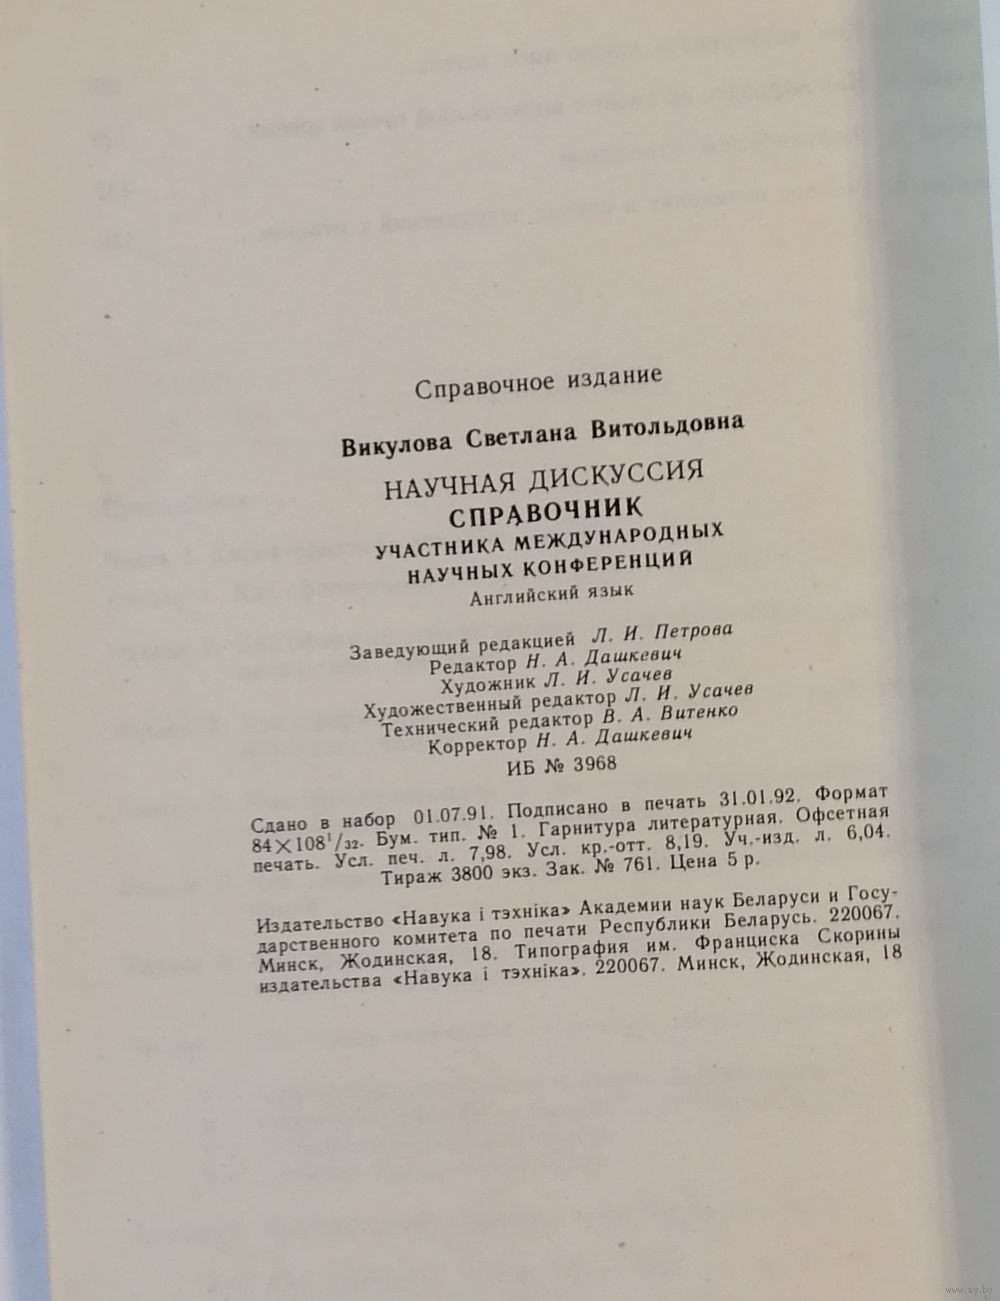 Справочное издание
Викулова Светлана Витольдовна
НАУЧНАЯ ДИСКУССИЯ
СПРАВОЧНИК
УЧАСТНИКА МЕЖДУНАРОДНЫХ
НАУЧНЫХ КОНФЕРЕНЦИЙ
Английский язык
Заведующий редакцией Л. И. Петрова
Редактор Н. А. Дашкевич
Художник Л. И. Усачев
Художественный редактор Л. И. Усачев
Технический редактор В. А. Витенко
Корректор Н. А. Дашкевич
ИБ № 3968
Сдано в набор 01.07.91. Подписано в печать 31.01.92. Формат
84×108¹/₃₂. Бум. тип. № 1. Гарнитура литературная. Офсетная
печать. Усл. печ. л. 7,98. Усл. кр.-отт. 8,19. Уч.-изд. л. 6,04.
Тираж 3800 экз. Зак. № 761. Цена 5 р.
Издательство «Навука і тэхніка» Академии наук Беларуси и Госу-
дарственного комитета по печати Республики Беларусь. 220067.
Минск, Жодинская, 18. Типография им. Франциска Скорины
издательства «Навука і тэхніка». 220067. Минск, Жодинская, 18
www.ay.by